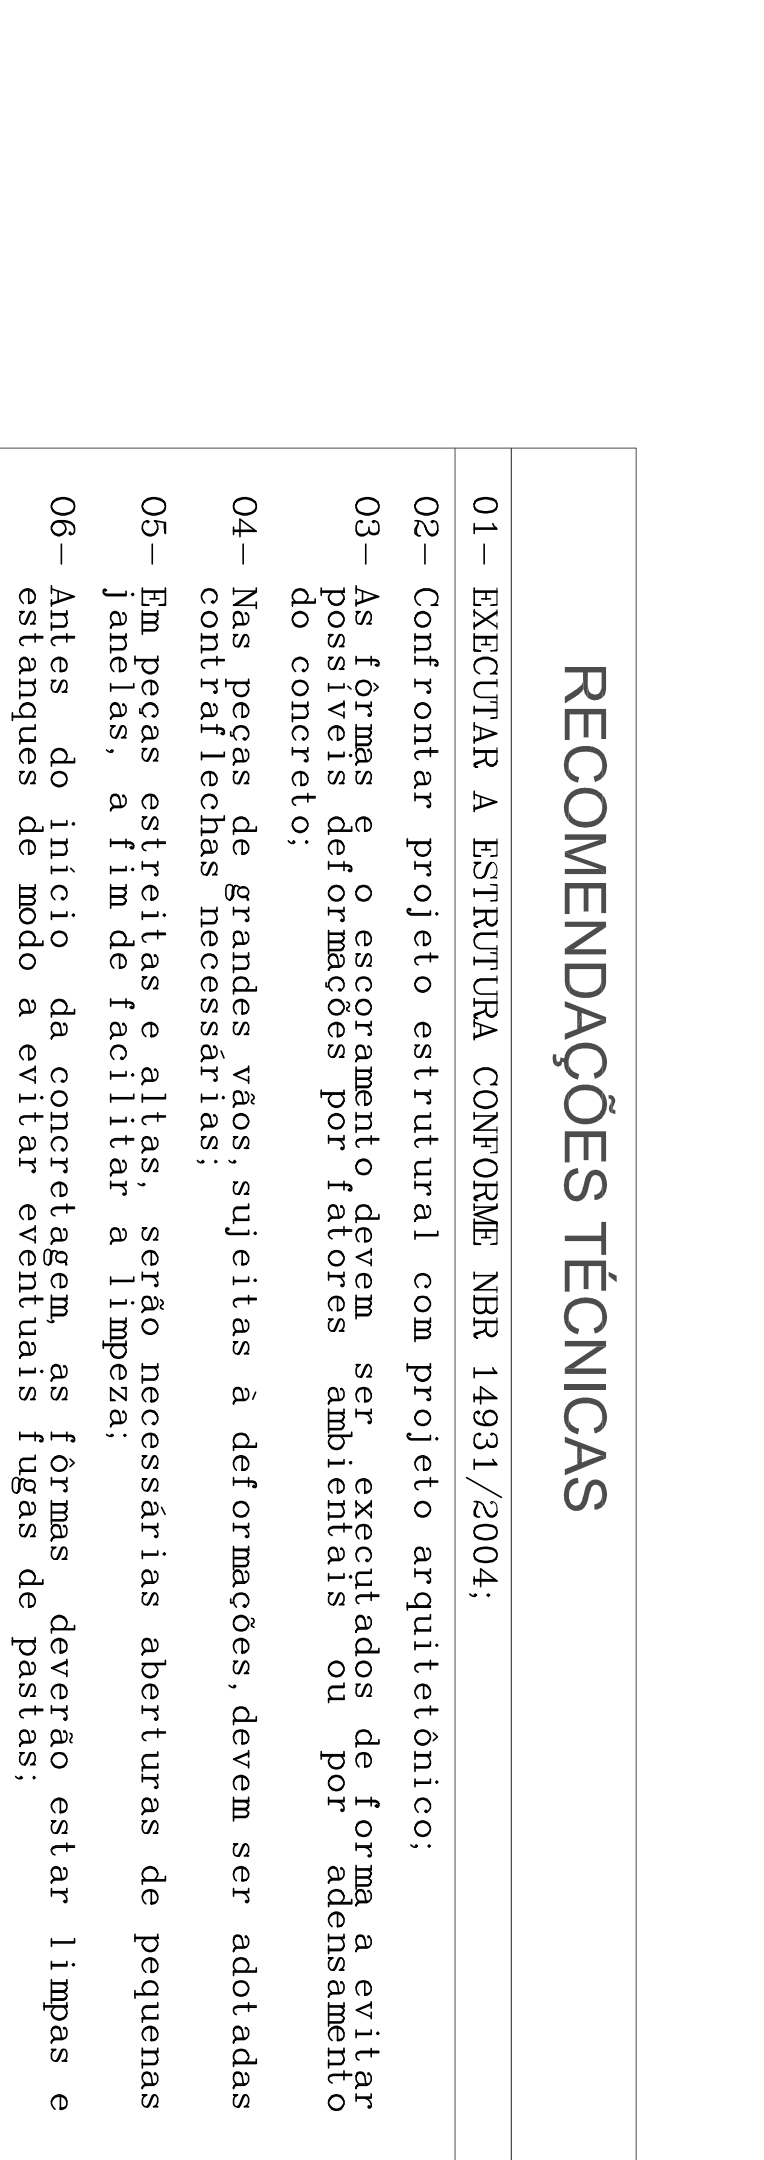 RECOMENDAÇÕES TÉCNICAS
01- EXECUTAR A ESTRUTURA CONFORME NBR 14931/2004;
02- Confrontar projeto estrutural com projeto arquitetônico;
03- As fôrmas e o escoramento devem ser executados de forma a evitar
possíveis deformações por fatores ambientais ou por adensamento
do concreto;
04- Nas peças de grandes vãos, sujeitas à deformações, devem ser adotadas
contraflechas necessárias;
05- Em peças estreitas e altas, serão necessárias aberturas de pequenas
janelas, a fim de facilitar a limpeza;
06- Antes do início da concretagem, as fôrmas deverão estar limpas e
estanques de modo a evitar eventuais fugas de pastas;